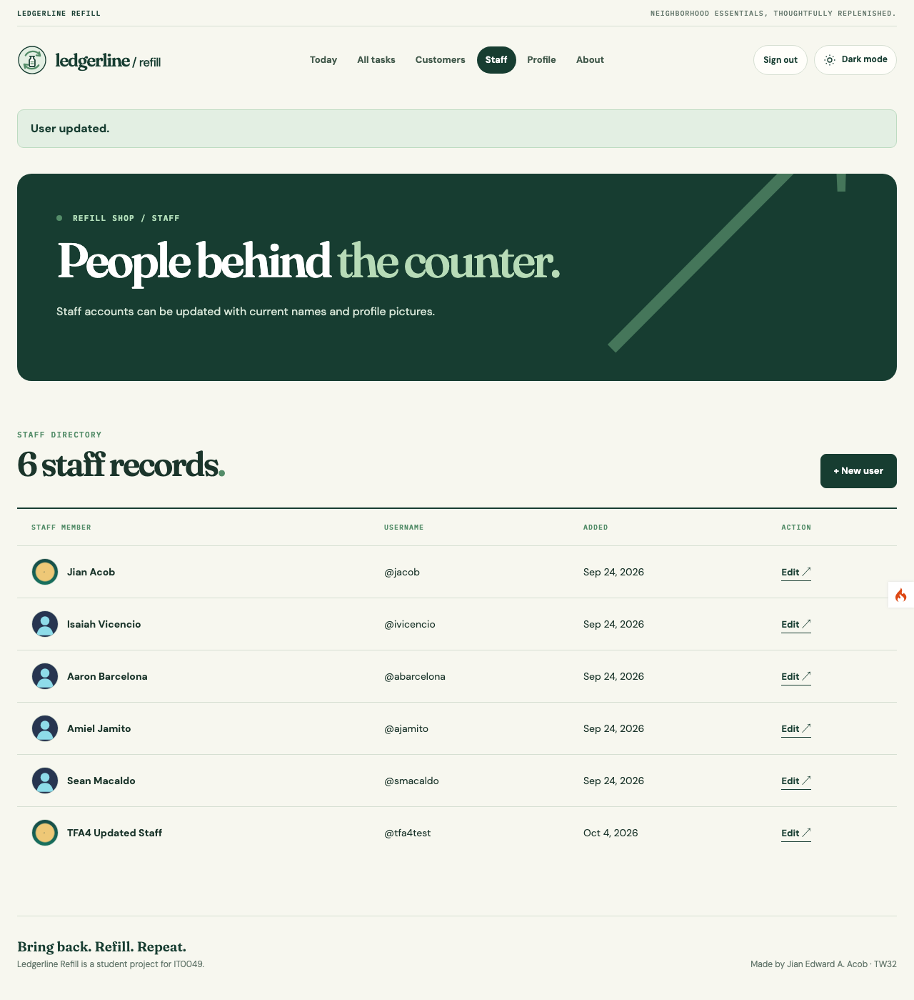 LEDGERLINE REFILL
NEIGHBORHOOD ESSENTIALS, THOUGHTFULLY REPLENISHED.
ledgerline / refill
Today All tasks Customers Staff Profile About
Sign out Dark mode
User updated.
REFILL SHOP / STAFF
People behind the counter.
Staff accounts can be updated with current names and profile pictures.
STAFF DIRECTORY
6 staff records.
+ New user
STAFF MEMBER USERNAME ADDED ACTION
Jian Acob @jacob Sep 24, 2026 Edit ↗
Isaiah Vicencio @ivicencio Sep 24, 2026 Edit ↗
Aaron Barcelona @abarcelona Sep 24, 2026 Edit ↗
Amiel Jamito @ajamito Sep 24, 2026 Edit ↗
Sean Macaldo @smacaldo Sep 24, 2026 Edit ↗
TFA4 Updated Staff @tfa4test Oct 4, 2026 Edit ↗
Bring back. Refill. Repeat.
Ledgerline Refill is a student project for IT0049.
Made by Jian Edward A. Acob · TW32